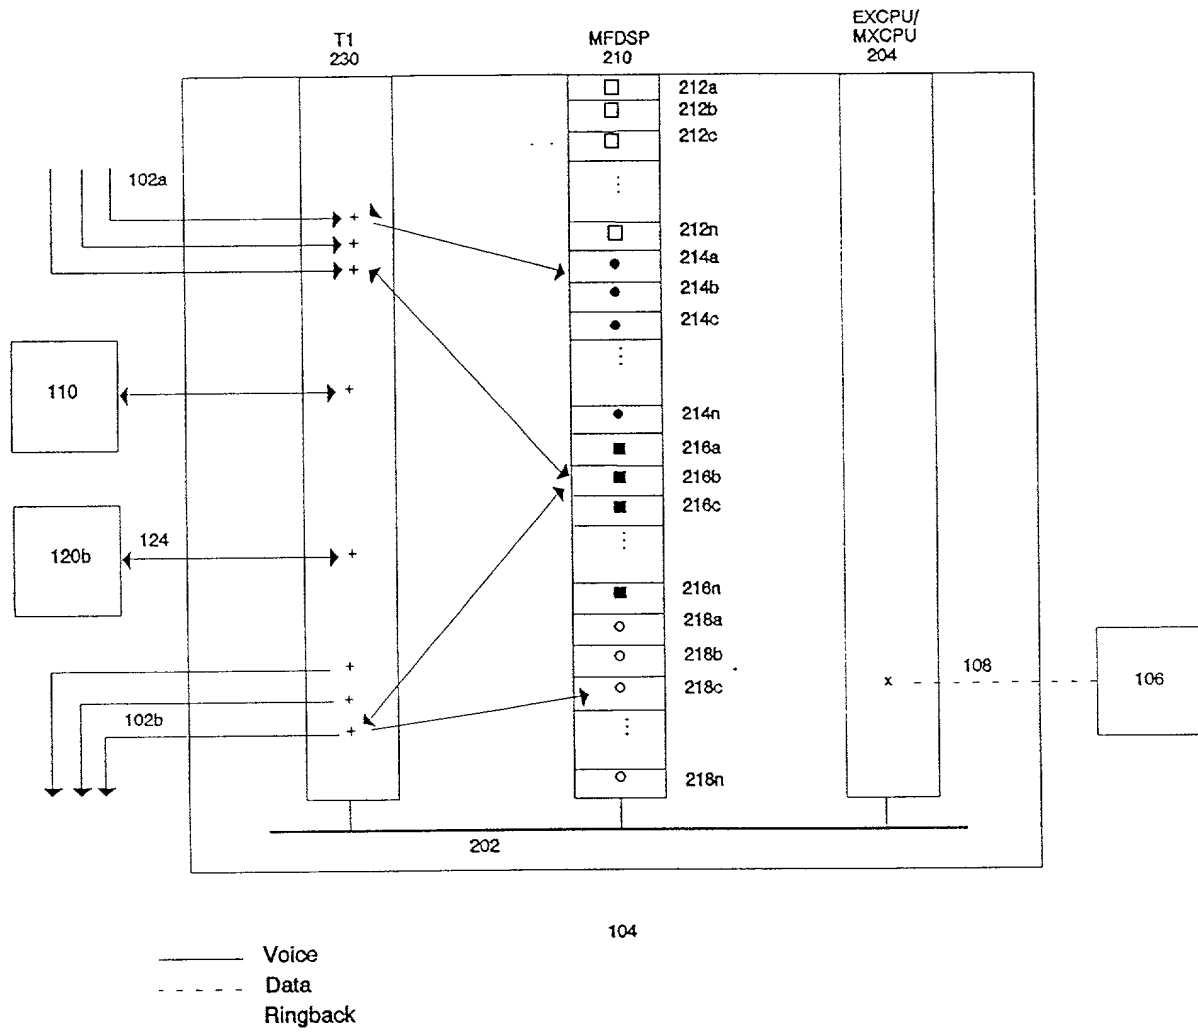 EXCPU/
MXCPU
204
T1
230
MFDSP
210
212a
212b
212c
102a
212n
214a
214b
214c
110
214n
216a
216b
216c
120b
124
216n
218a
218b
218c
x
108
106
102b
218n
202
104
Voice
Data
Ringback